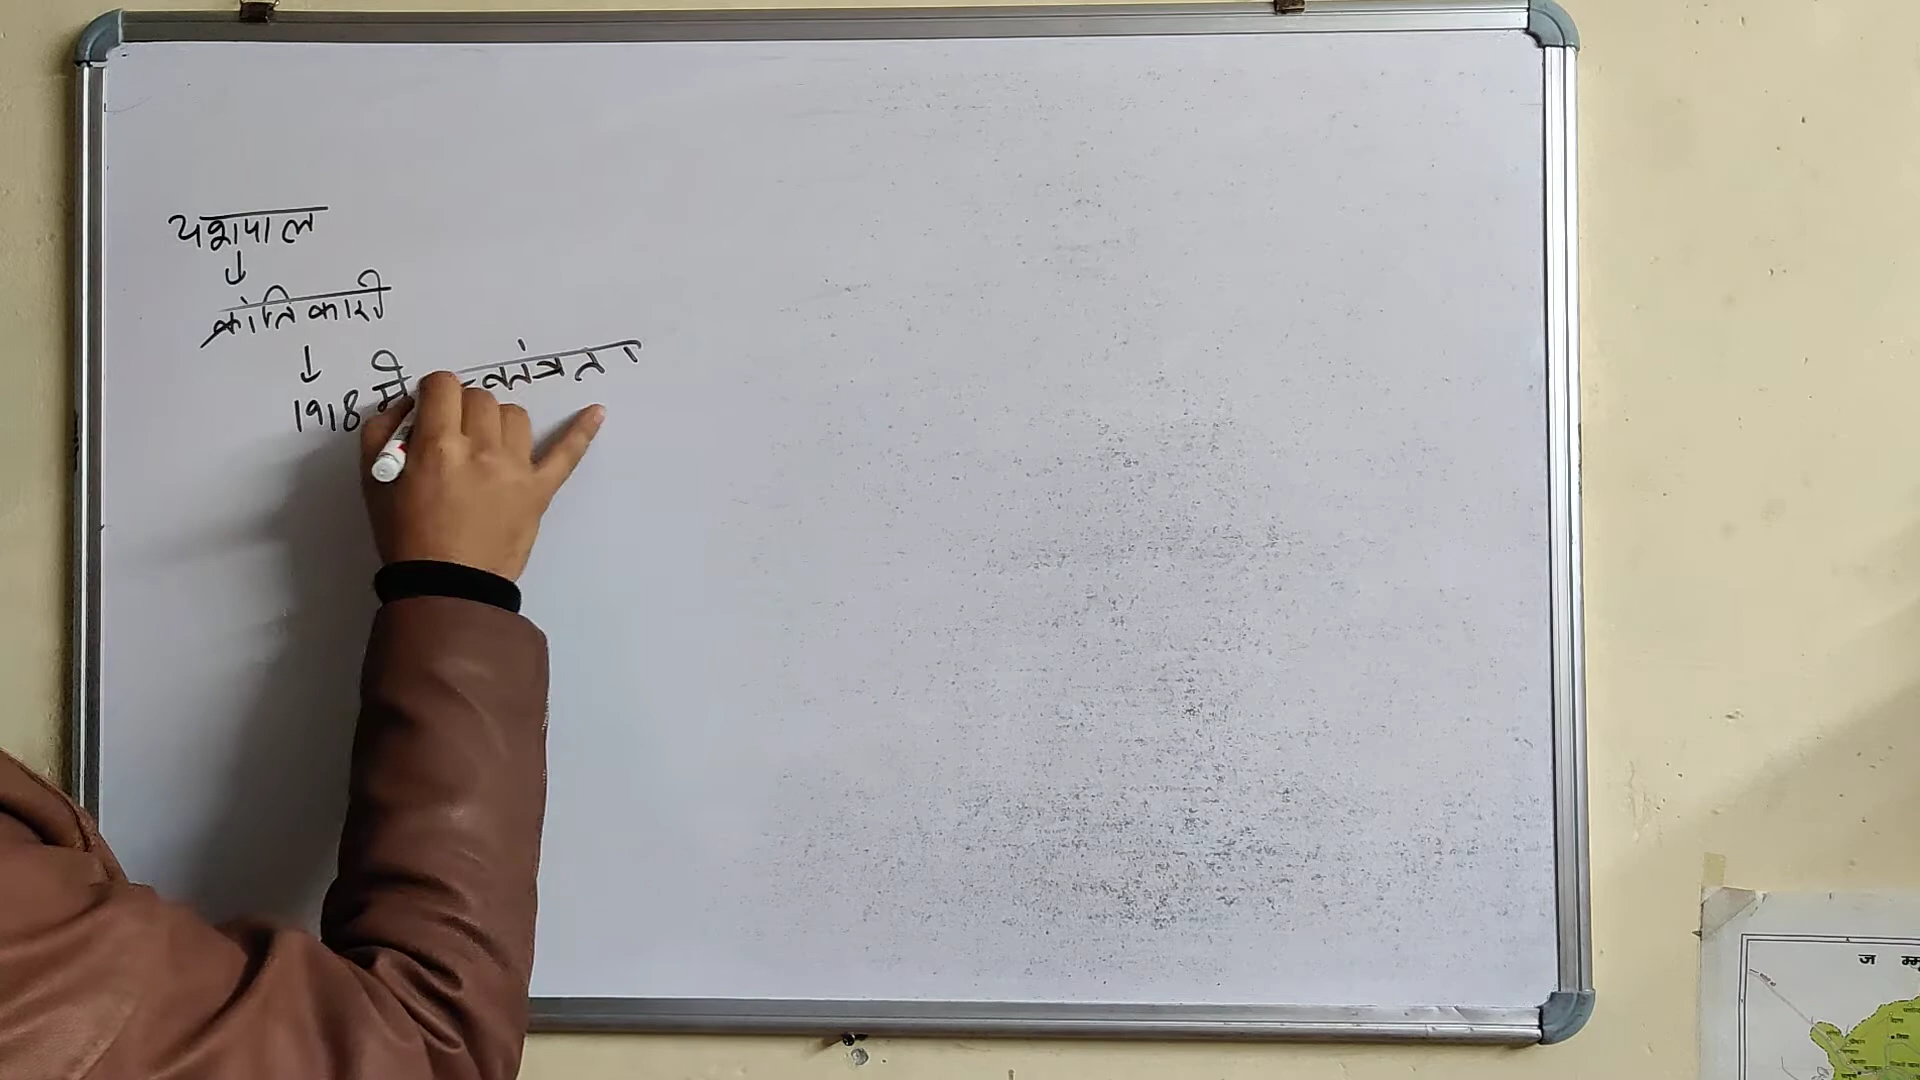 यशपाल
↓
क्रांतिकारी
↓
1918 में स्वतंत्रता
ज म्मू